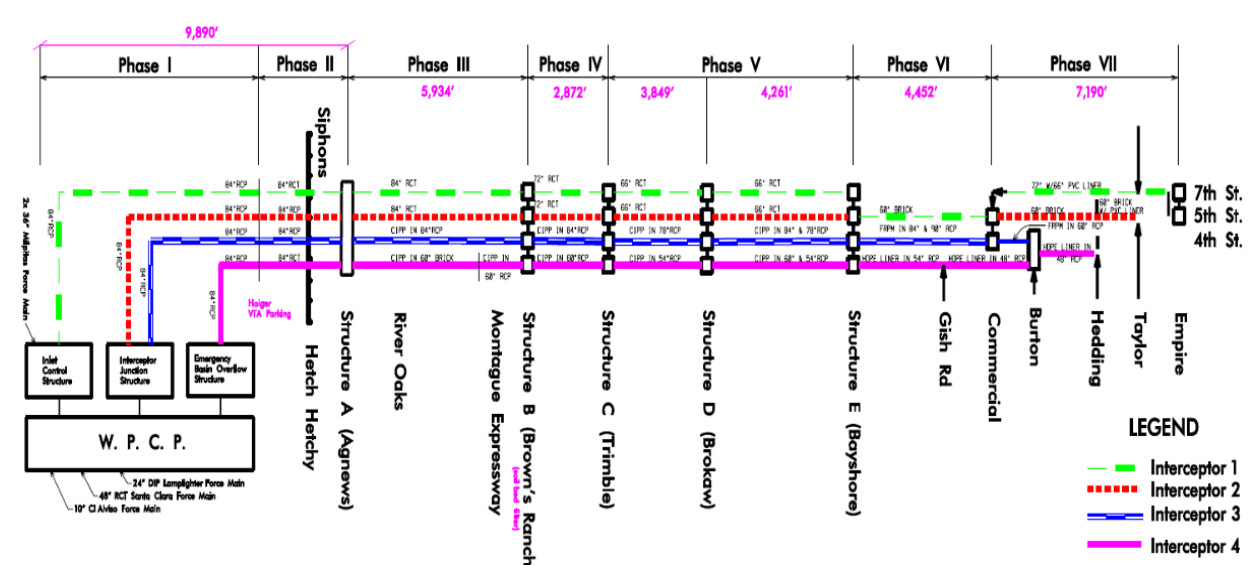 9,890'
Phase I
Phase II
Phase III
Phase IV
Phase V
Phase VI
Phase VII
5,934'
2,872'
3,849'
4,261'
4,452'
7,190'
Siphons
84"RCP
84"RCT
84" RCT
72" RCT
66" RCT
66" RCT
72" W/66" PVC LINER
7th St.
84"RCP
84"RCT
84" RCT
72" RCT
66" RCT
66" RCT
60" BRICK
60" BRICK
60" BRICK
W/ PVC LINER
5th St.
84"RCP
84"RCP
CIPP IN 84"RCP
CIPP IN 84"RCP
CIPP IN 78"RCP
CIPP IN 84" & 78"RCP
FRPM IN 84" & 90" RCP
FRPM IN 60" RCP
4th St.
84"RCP
84"RCT
CIPP IN 60" BRICK
CIPP IN
60" RCP
CIPP IN 60"RCP
CIPP IN 54"RCP
CIPP IN 60" & 54"RCP
HDPE LINER IN 54" RCP
HDPE LINER IN 48" RCP
HDPE LINER IN
48" RCP
2x 36" Milpitas Force Main
84"RCP
84"RCP
84"RCP
84"RCP
Holger
VTA Parking
Inlet
Control
Structure
Interceptor
Junction
Structure
Emergency
Basin Overflow
Structure
W. P. C. P.
24" DIP Lamplighter Force Main
48" RCT Santa Clara Force Main
10" CI Alviso Force Main
Hetch Hetchy
Structure A (Agnews)
River Oaks
Montague Expressway
Structure B (Brown's Ranch)
(soil bed filter)
Structure C (Trimble)
Structure D (Brokaw)
Structure E (Bayshore)
Gish Rd
Commercial
Burton
Hedding
Taylor
Empire
LEGEND
Interceptor 1
Interceptor 2
Interceptor 3
Interceptor 4